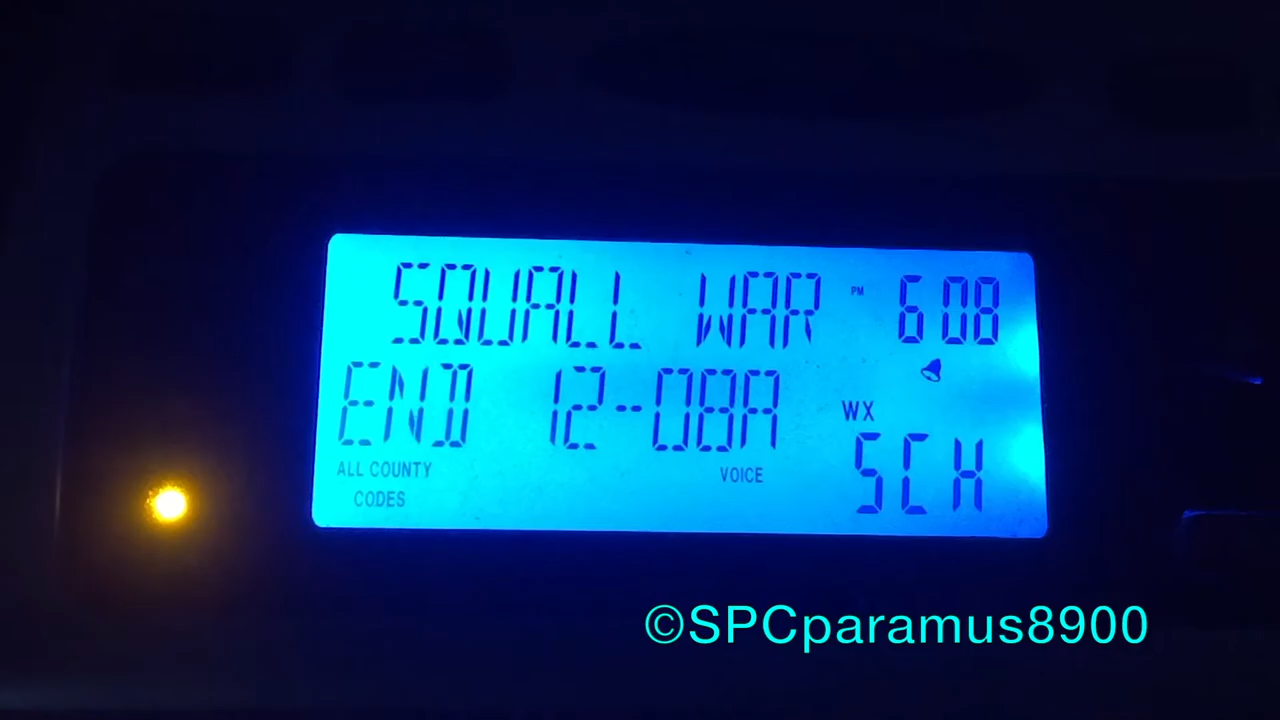 SQUALL WAR PM 6 08
END 12-08A
WX
SCH
ALL COUNTY CODES
VOICE
©SPCparamus8900